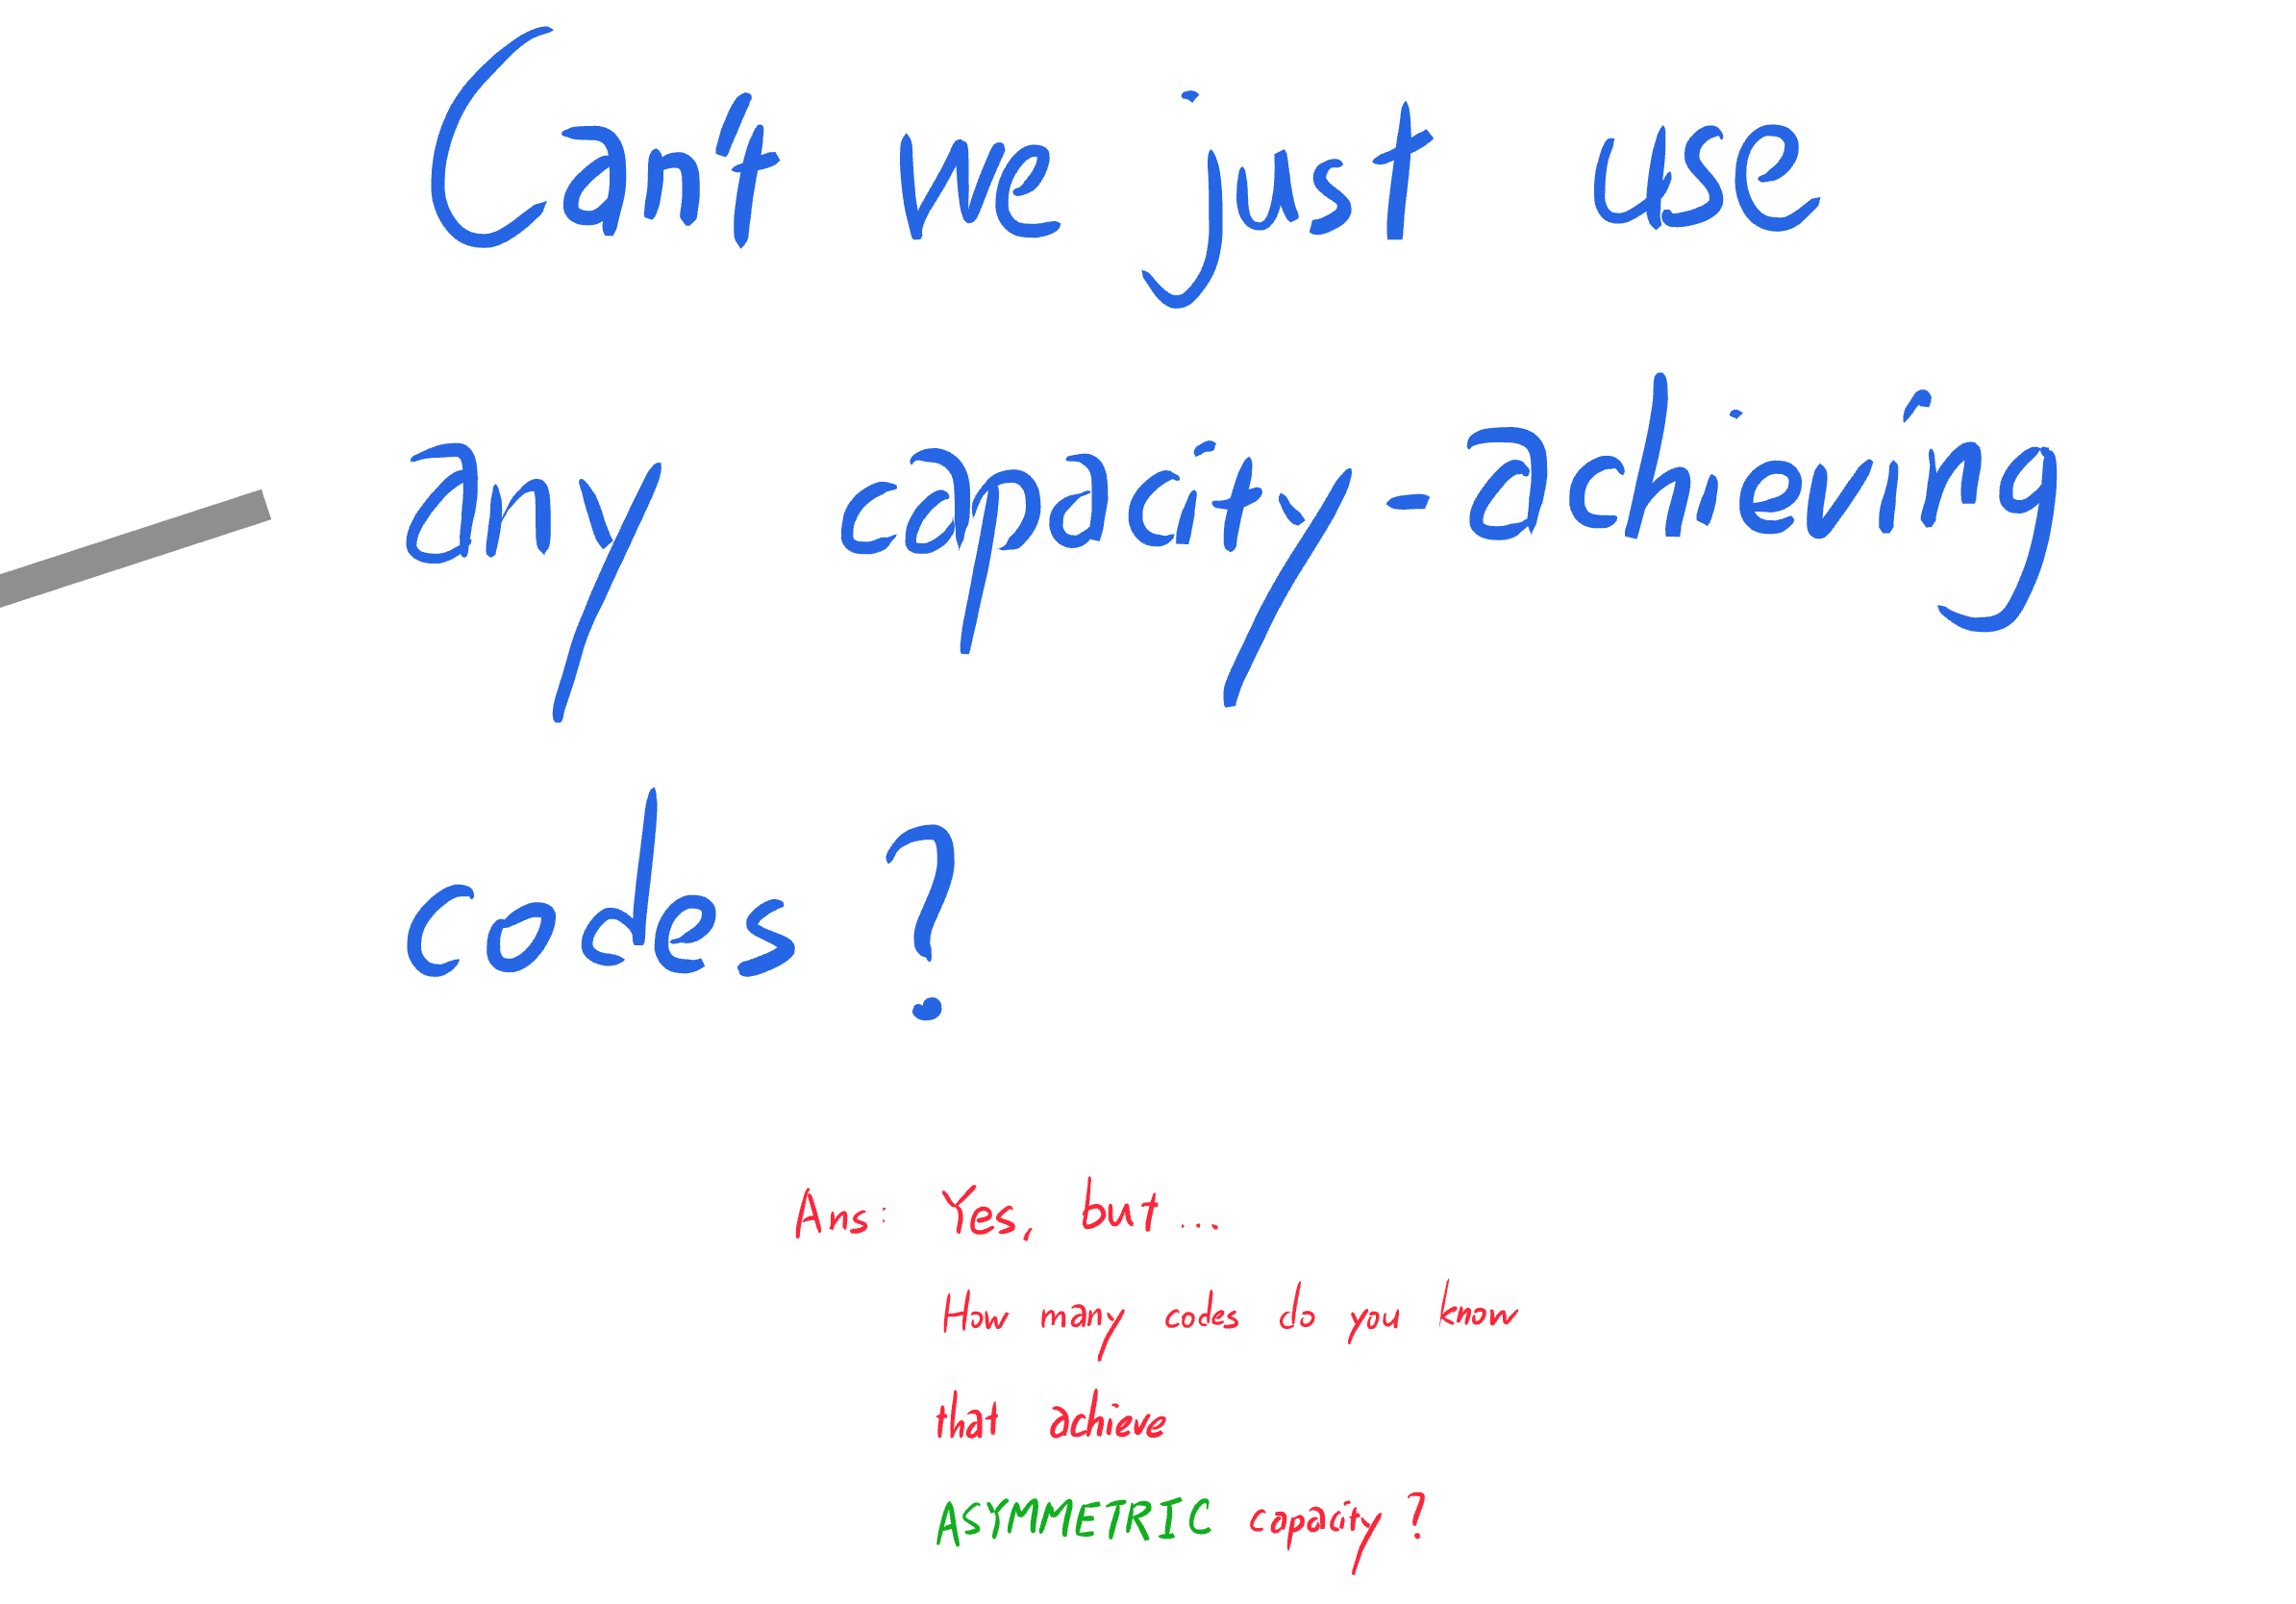 Can't we just use
any capacity-achieving
codes ?
Ans: Yes, but ...
How many codes do you know
that achieve
ASYMMETRIC capacity ?